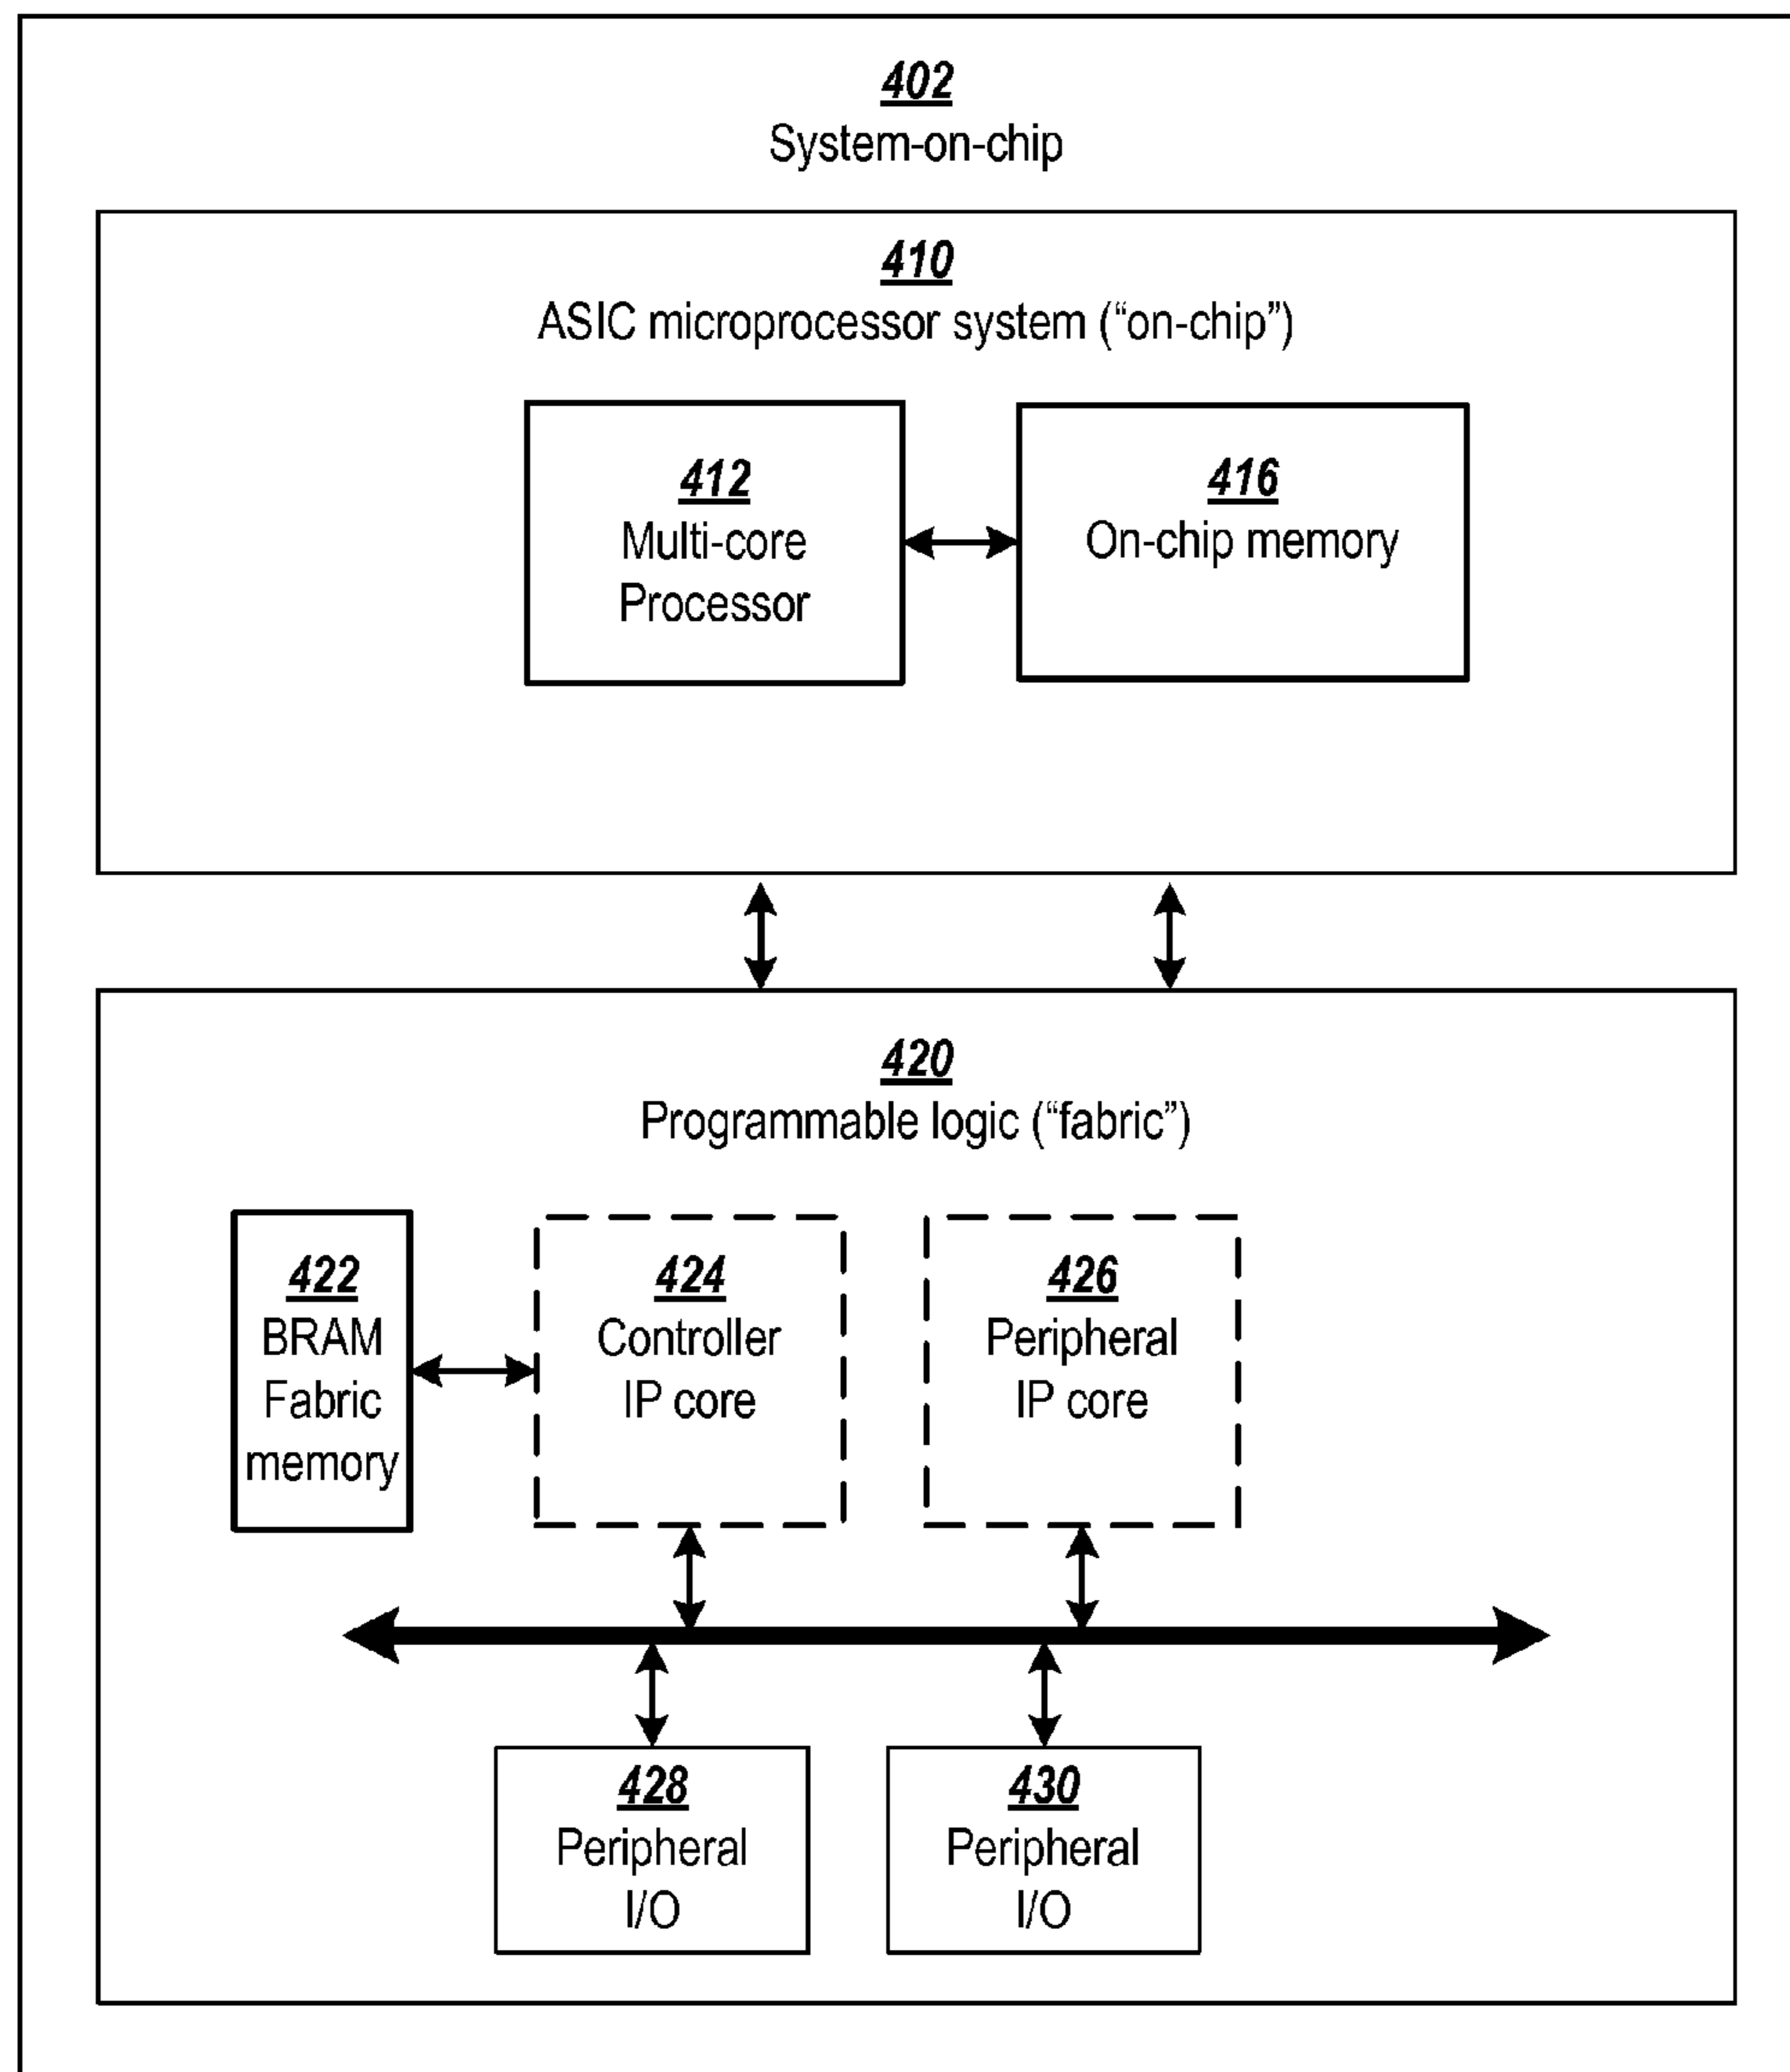 402
System-on-chip
410
ASIC microprocessor system (“on-chip”)
412
Multi-core
Processor
416
On-chip memory
420
Programmable logic (“fabric”)
422
BRAM
Fabric
memory
424
Controller
IP core
426
Peripheral
IP core
428
Peripheral
I/O
430
Peripheral
I/O